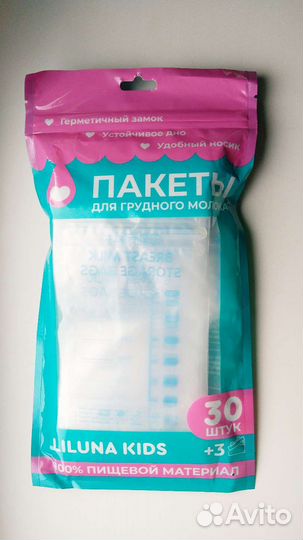 Герметичный замок
Устойчивое дно
Удобный носик
ПАКЕТЫ
ДЛЯ ГРУДНОГО МОЛОКА
BREAST MILK
STORAGE BAGS
30
ШТУК
+3
LILUNA KIDS
100% ПИЩЕВОЙ МАТЕРИАЛ
Avito